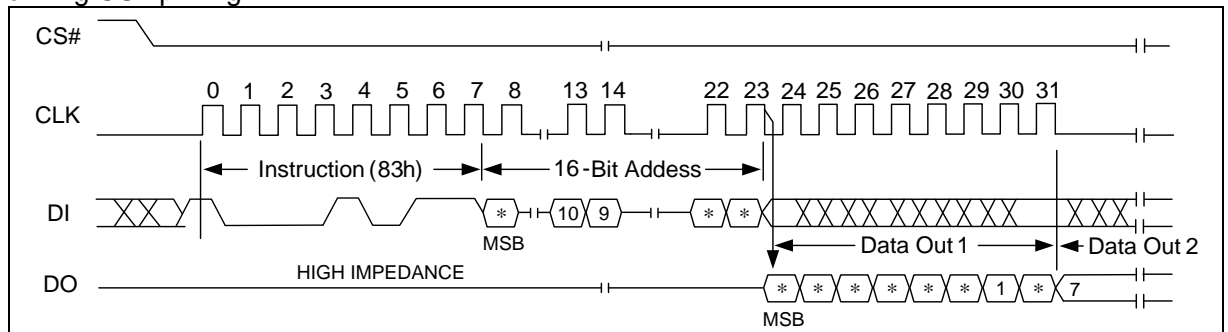 CS#
0 1 2 3 4 5 6 7 8 13 14 22 23 24 25 26 27 28 29 30 31
CLK
Instruction (83h) 16-Bit Addess
DI * 10 9 * *
MSB
Data Out 1 Data Out 2
HIGH IMPEDANCE
DO * * * * * * 1 * 7
MSB